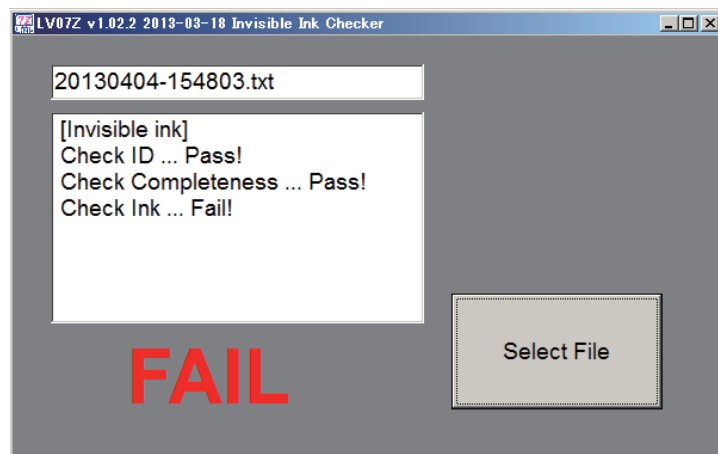 LV07Z v1.02.2 2013-03-18 Invisible Ink Checker
20130404-154803.txt
[Invisible ink]
Check ID ... Pass!
Check Completeness ... Pass!
Check Ink ... Fail!
Select File
FAIL